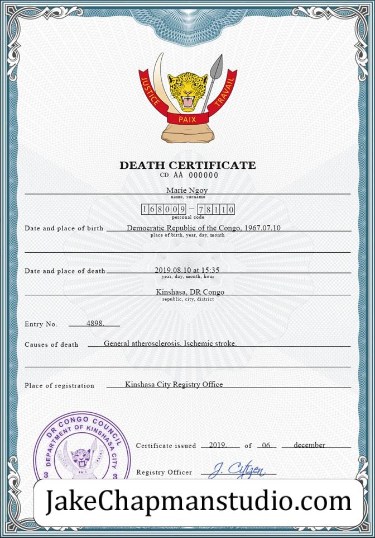 JUSTICE PAIX TRAVAIL
DEATH CERTIFICATE
CD AA 000000
Marie Ngoy
168009-78110
personal code
Date and place of birth Democratic Republic of the Congo, 1967.07.10
place of birth, year, day, month
Date and place of death 2019.08.10 at 15:35
year, day, month, hour
Kinshasa, DR Congo
republic, city, district
Entry No. 4898.
Causes of death General atherosclerosis. Ischemic stroke.
Place of registration Kinshasa City Registry Office
DR CONGO COUNCIL
DEPARTMENT OF KINSHASA CITY
3 3
Certificate issued 2019. of 06 december
Registry Officer J. Cytgen
JakeChapmanstudio.com